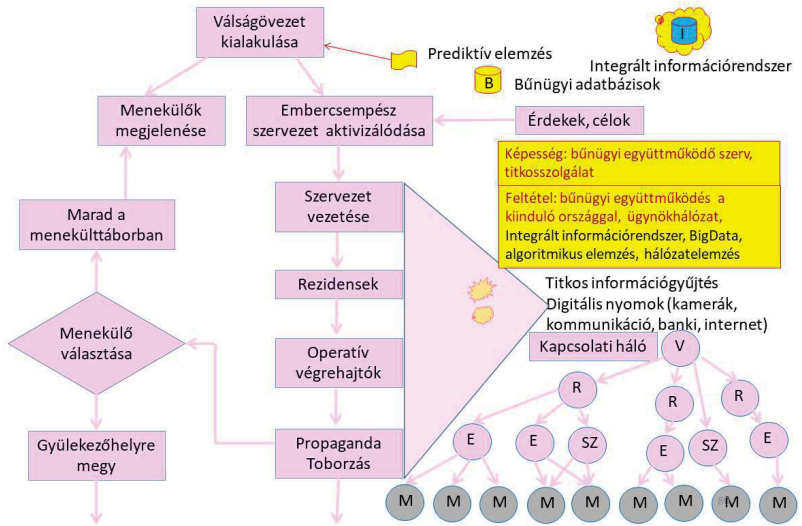 Válságövezet
kialakulása
Prediktív elemzés
B
Bűnügyi adatbázisok
I
Integrált információrendszer
Menekülők
megjelenése
Embercsempész
szervezet aktivizálódása
Érdekek, célok
Képesség: bűnügyi együttműködő szerv,
titkosszolgálat
Feltétel: bűnügyi együttműködés a
kiinduló országgal, ügynökhálózat,
Integrált információrendszer, BigData,
algoritmikus elemzés, hálózatelemzés
Marad a
menekülttáborban
Szervezet
vezetése
Rezidensek
Titkos információgyűjtés
Digitális nyomok (kamerák,
kommunikáció, banki, internet)
Menekülő
választása
Operatív
végrehajtók
Kapcsolati háló
V
R
R
R
Gyülekezőhelyre
megy
Propaganda
Toborzás
E
E
SZ
E
SZ
E
M
M
M
M
M
M
M
M
M